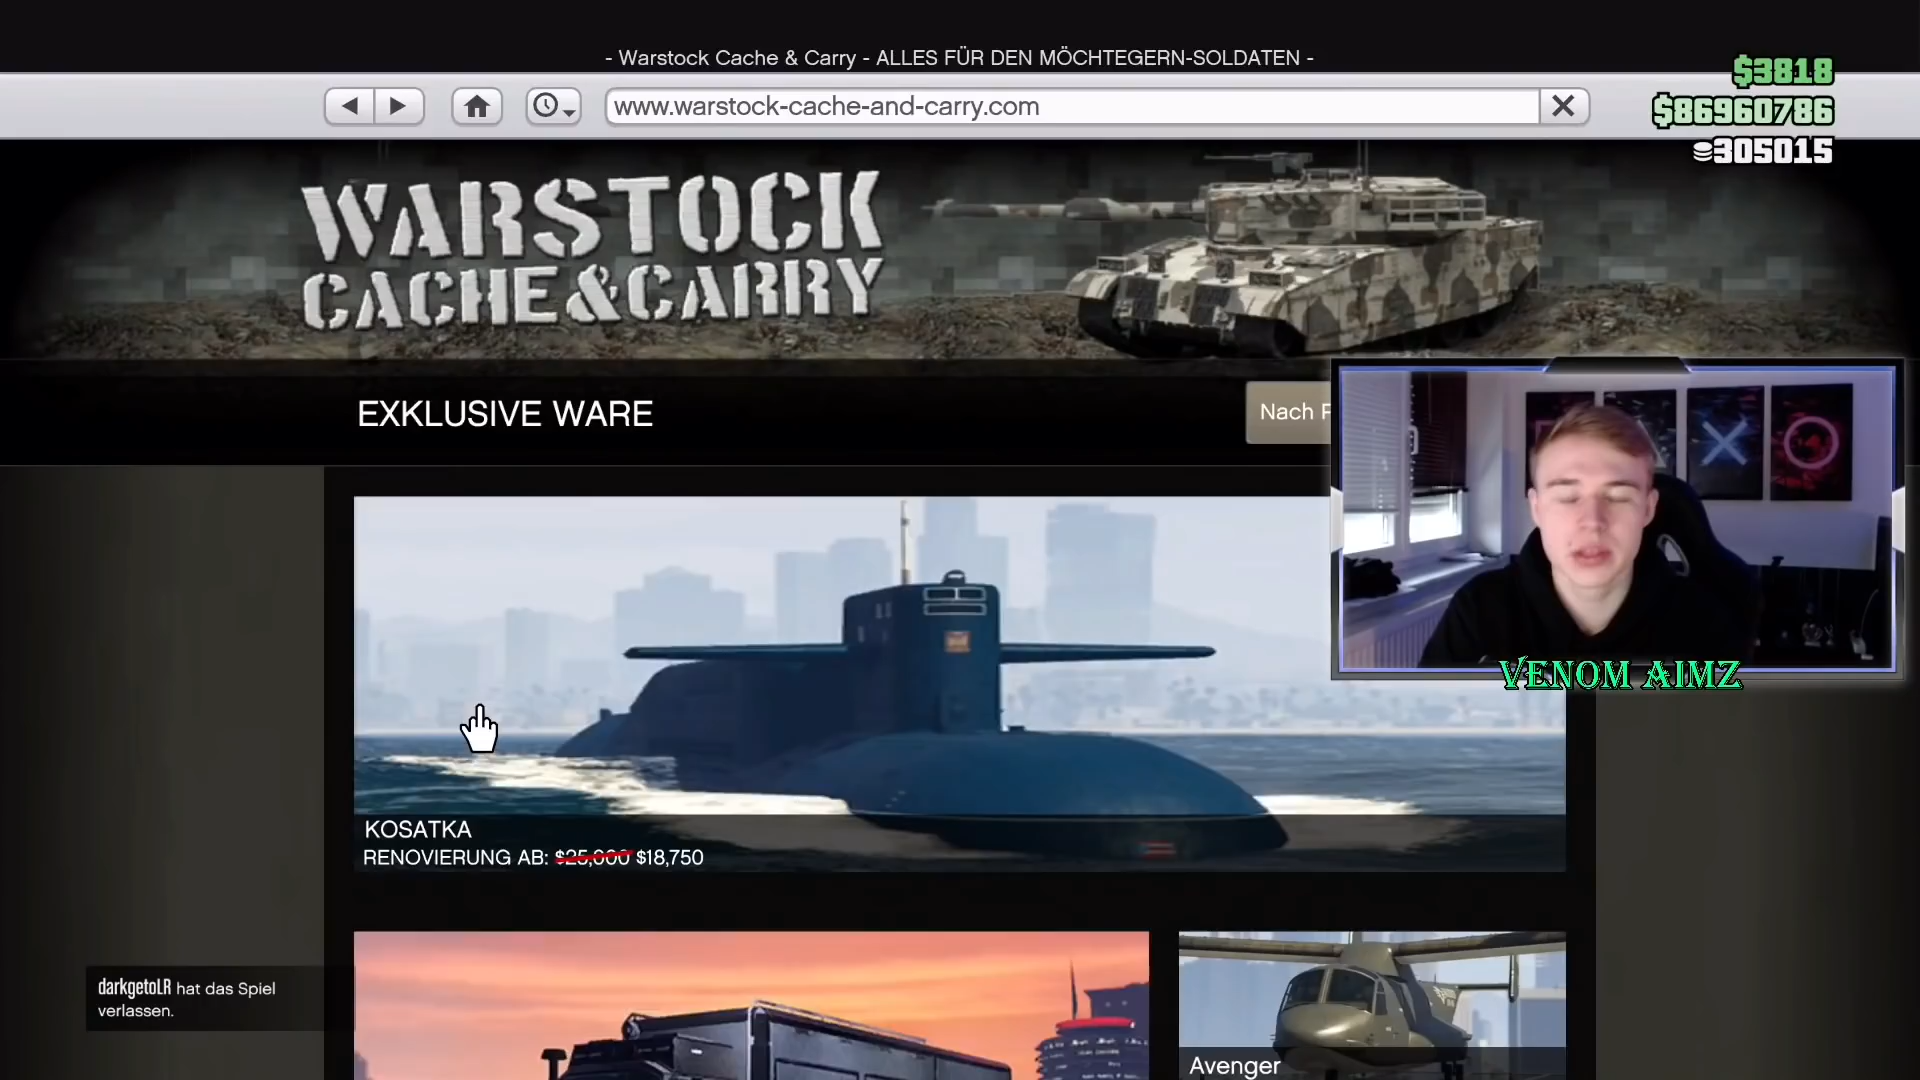 - Warstock Cache & Carry - ALLES FÜR DEN MÖCHTEGERN-SOLDATEN -
$3818
www.warstock-cache-and-carry.com
$86960786
305015
WARSTOCK
CACHE & CARRY
EXKLUSIVE WARE
Nach
VENOM AIMZ
KOSATKA
RENOVIERUNG AB: $25,000 $18,750
darkgetoLR hat das Spiel
verlassen.
Avenger